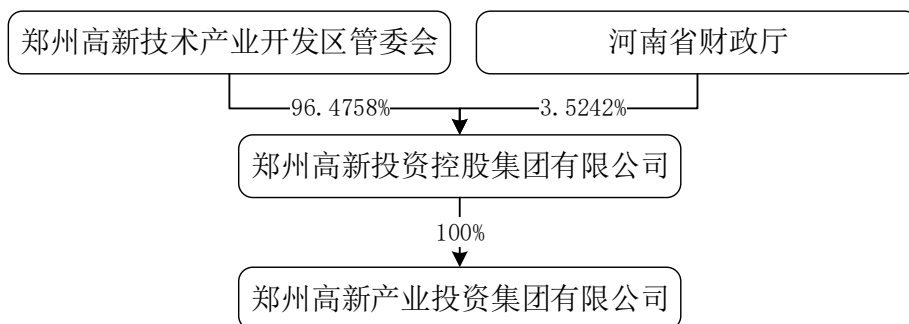 郑州高新技术产业开发区管委会
河南省财政厅
96.4758%
3.5242%
郑州高新投资控股集团有限公司
100%
郑州高新产业投资集团有限公司